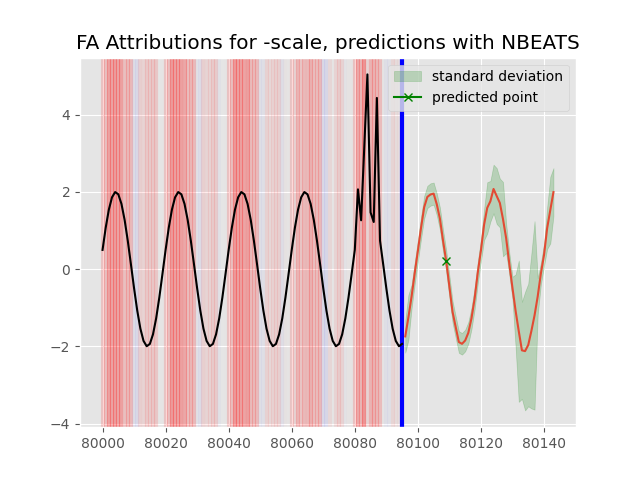 FA Attributions for -scale, predictions with NBEATS
standard deviation
predicted point
4
2
0
−2
−4
80000 80020 80040 80060 80080 80100 80120 80140